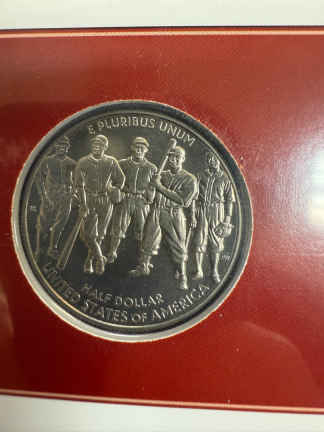 E PLURIBUS UNUM
HALF DOLLAR
UNITED STATES OF AMERICA